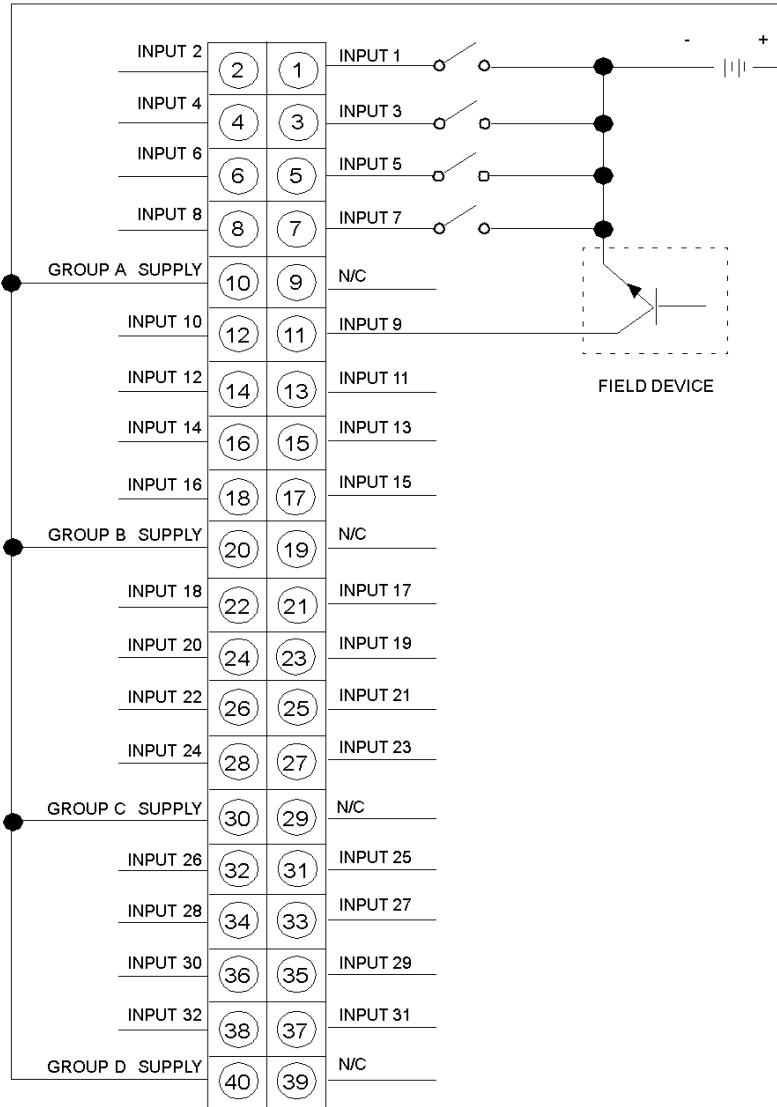 - +
INPUT 2 2 1 INPUT 1
INPUT 4 4 3 INPUT 3
INPUT 6 6 5 INPUT 5
INPUT 8 8 7 INPUT 7
GROUP A SUPPLY 10 9 N/C
INPUT 10 12 11 INPUT 9
FIELD DEVICE
INPUT 12 14 13 INPUT 11
INPUT 14 16 15 INPUT 13
INPUT 16 18 17 INPUT 15
GROUP B SUPPLY 20 19 N/C
INPUT 18 22 21 INPUT 17
INPUT 20 24 23 INPUT 19
INPUT 22 26 25 INPUT 21
INPUT 24 28 27 INPUT 23
GROUP C SUPPLY 30 29 N/C
INPUT 26 32 31 INPUT 25
INPUT 28 34 33 INPUT 27
INPUT 30 36 35 INPUT 29
INPUT 32 38 37 INPUT 31
GROUP D SUPPLY 40 39 N/C